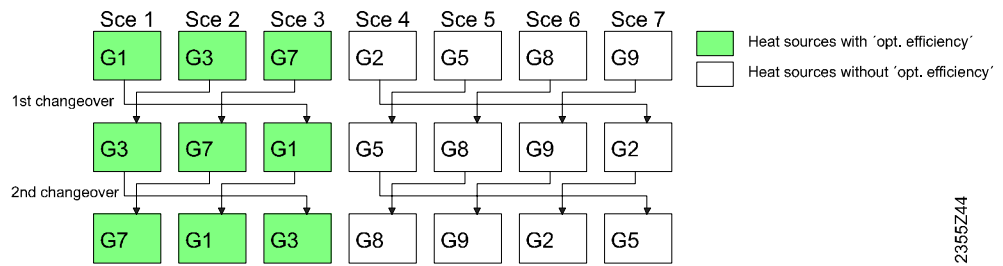 Sce 1 Sce 2 Sce 3 Sce 4 Sce 5 Sce 6 Sce 7
G1 G3 G7 G2 G5 G8 G9
Heat sources with ´opt. efficiency´
Heat sources without ´opt. efficiency´
1st changeover
G3 G7 G1 G5 G8 G9 G2
2nd changeover
G7 G1 G3 G8 G9 G2 G5
2355Z44